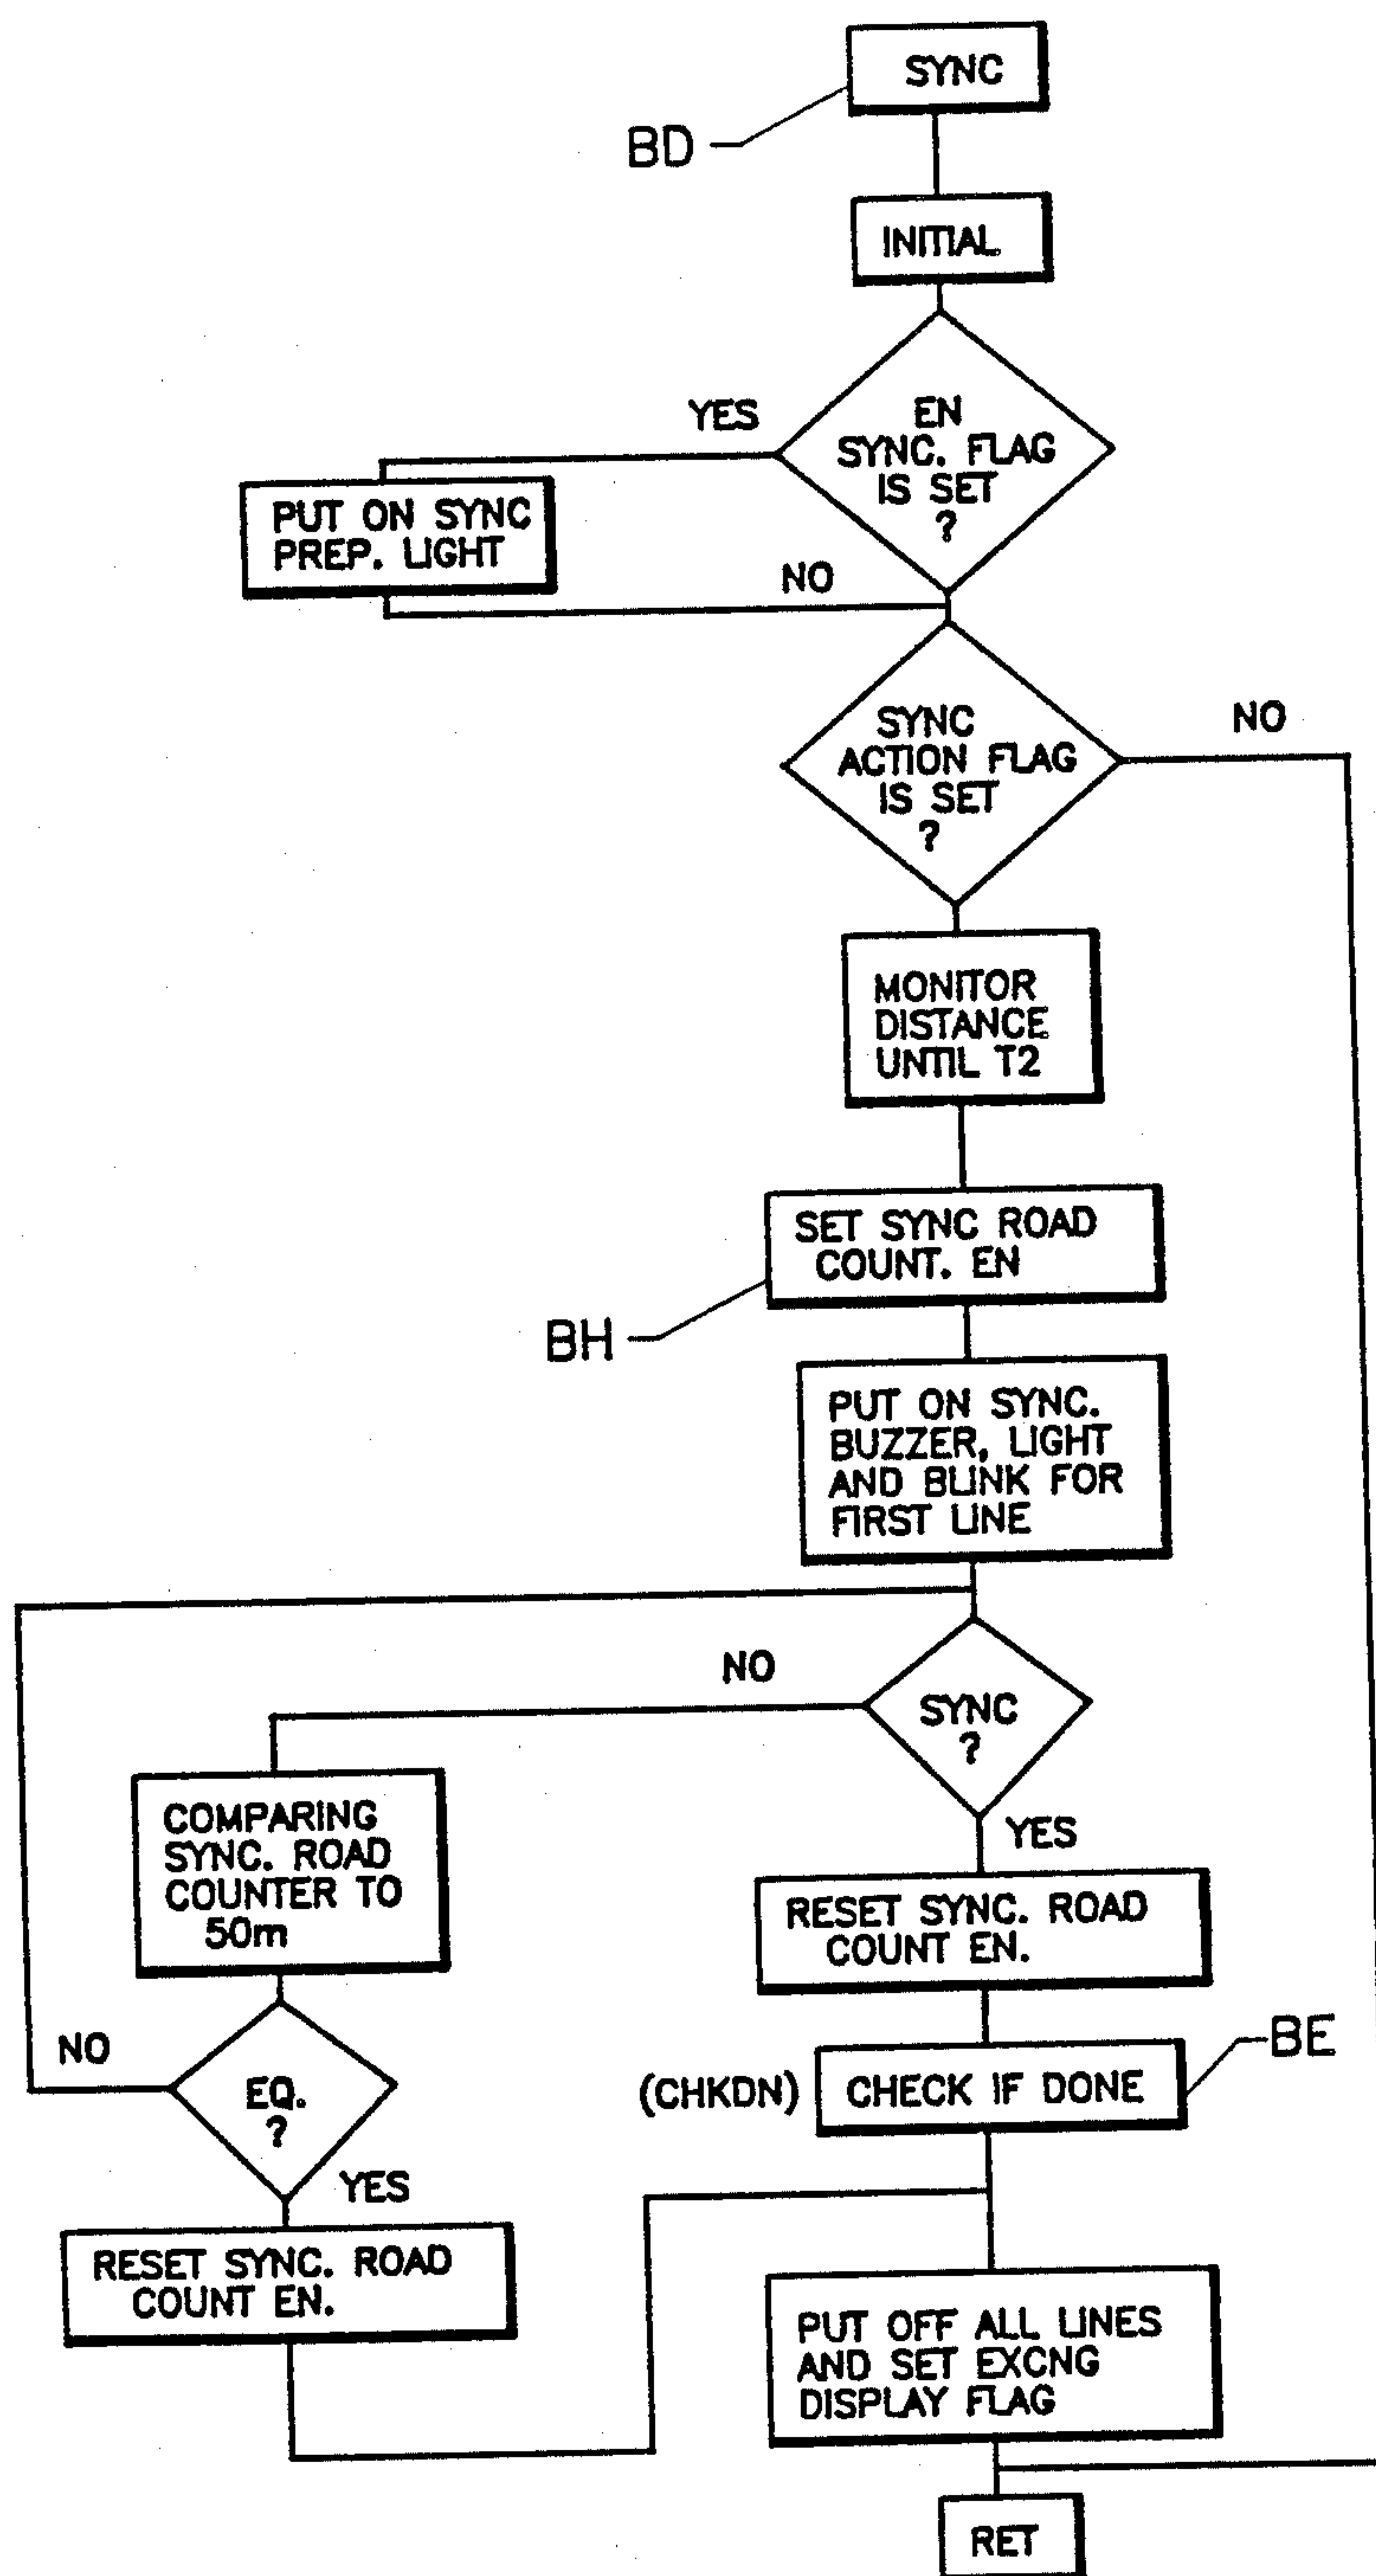 SYNC
BD
INITIAL
YES
EN
SYNC. FLAG
IS SET
?
PUT ON SYNC
PREP. LIGHT
NO
SYNC
ACTION FLAG
IS SET
?
NO
MONITOR
DISTANCE
UNTIL T2
SET SYNC ROAD
COUNT. EN
BH
PUT ON SYNC.
BUZZER, LIGHT
AND BLINK FOR
FIRST LINE
NO
SYNC
?
YES
COMPARING
SYNC. ROAD
COUNTER TO
50m
RESET SYNC. ROAD
COUNT EN.
NO
EQ.
?
YES
(CHKDN)
CHECK IF DONE
BE
RESET SYNC. ROAD
COUNT EN.
PUT OFF ALL LINES
AND SET EXCNG
DISPLAY FLAG
RET